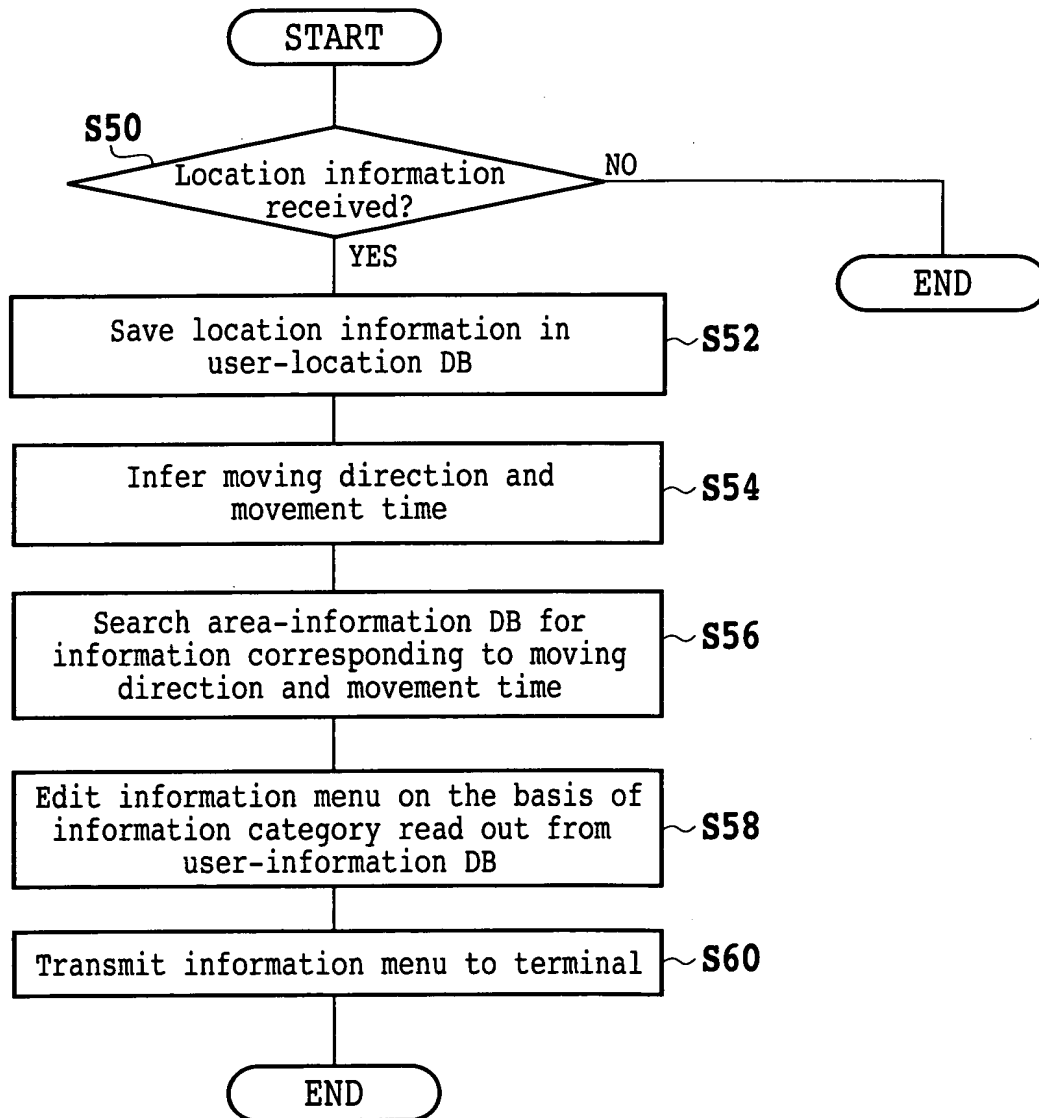 START
S50
Location information
received?
NO
YES
END
Save location information in
user-location DB
S52
Infer moving direction and
movement time
S54
Search area-information DB for
information corresponding to moving
direction and movement time
S56
Edit information menu on the basis of
information category read out from
user-information DB
S58
Transmit information menu to terminal
S60
END